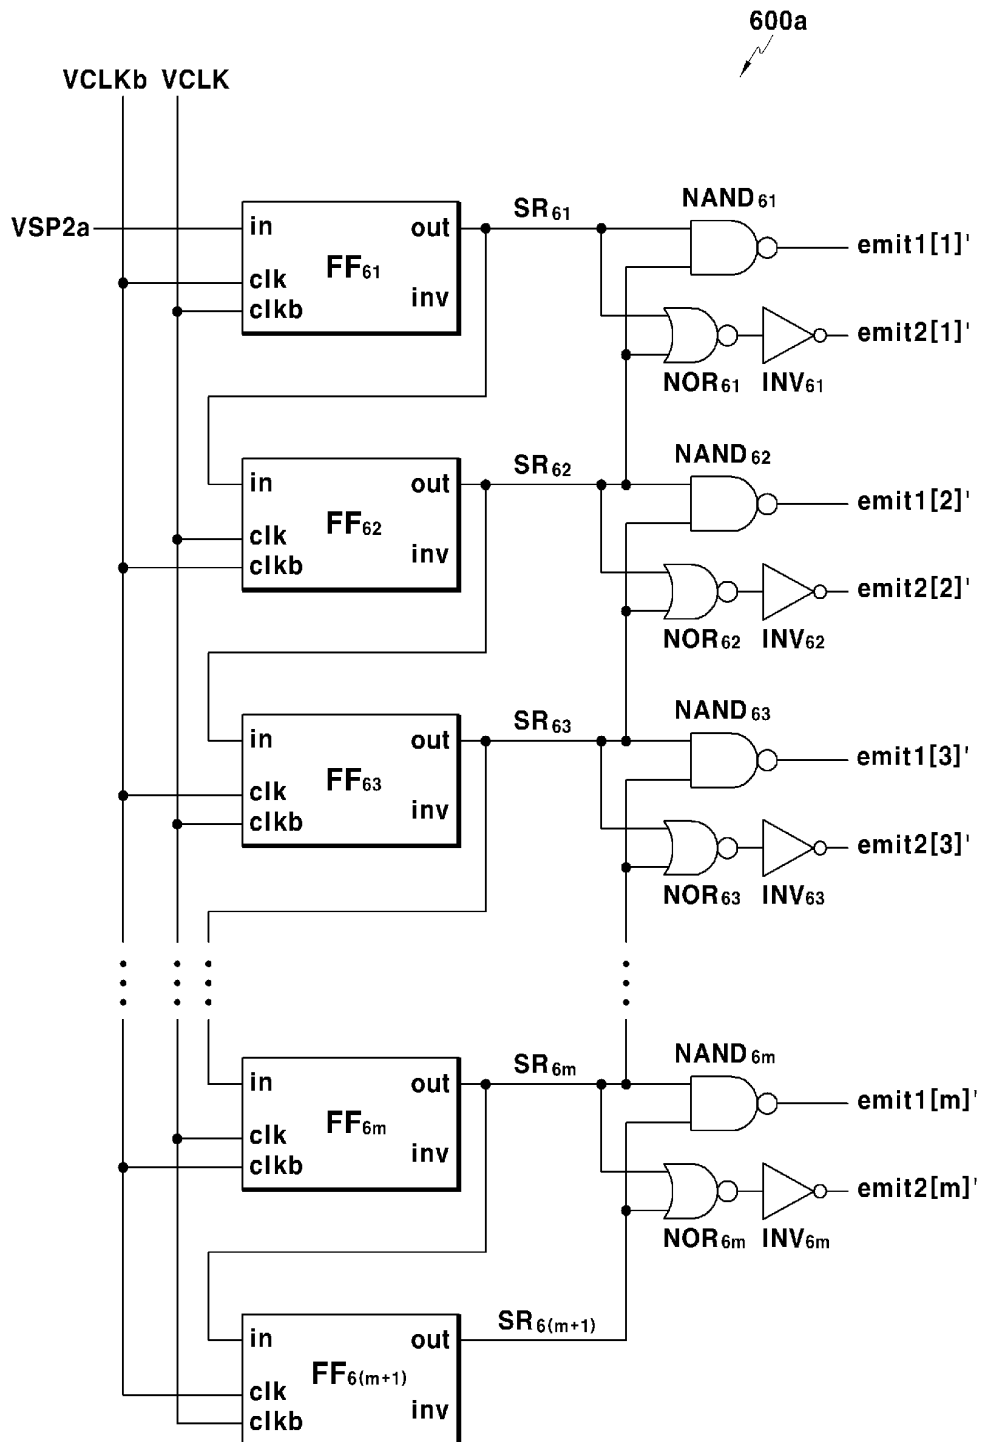 600a
VCLKb VCLK
VSP2a
in out
FF61
clk
clkb
inv
SR61
NAND61
emit1[1]'
emit2[1]'
NOR61 INV61
in out
FF62
clk
clkb
inv
SR62
NAND62
emit1[2]'
emit2[2]'
NOR62 INV62
in out
FF63
clk
clkb
inv
SR63
NAND63
emit1[3]'
emit2[3]'
NOR63 INV63
in out
FF6m
clk
clkb
inv
SR6m
NAND6m
emit1[m]'
emit2[m]'
NOR6m INV6m
in out
FF6(m+1)
clk
clkb
inv
SR6(m+1)